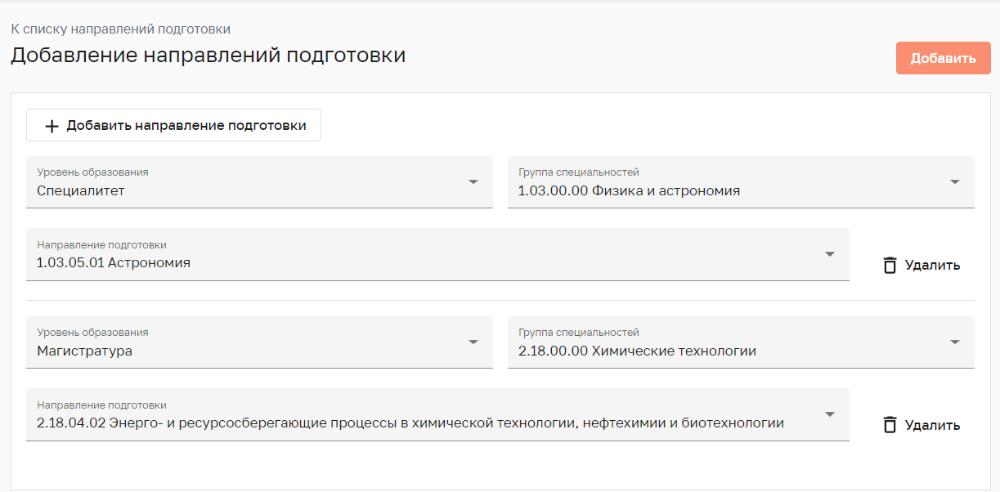 К списку направлений подготовки
Добавление направлений подготовки
Добавить
Добавить направление подготовки
Уровень образования
Специалитет
Группа специальностей
1.03.00.00 Физика и астрономия
Направление подготовки
1.03.05.01 Астрономия
Удалить
Уровень образования
Магистратура
Группа специальностей
2.18.00.00 Химические технологии
Направление подготовки
2.18.04.02 Энерго- и ресурсосберегающие процессы в химической технологии, нефтехимии и биотехнологии
Удалить